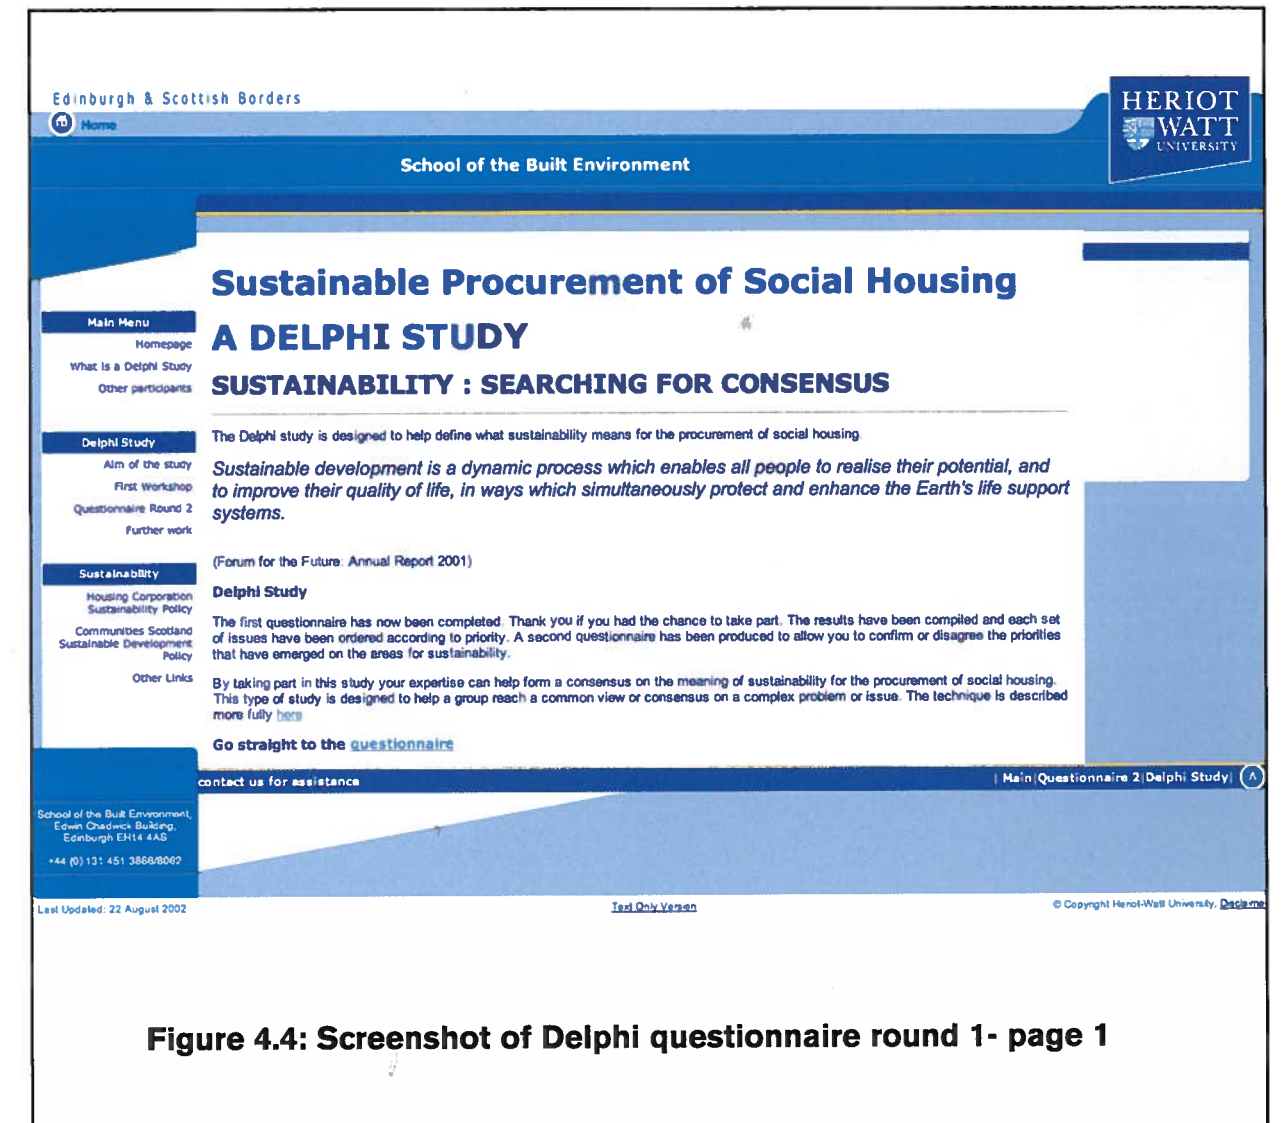 Edinburgh & Scottish Borders
Home
HERIOT
WATT
UNIVERSITY
School of the Built Environment
Sustainable Procurement of Social Housing
A DELPHI STUDY
SUSTAINABILITY : SEARCHING FOR CONSENSUS
Main Menu
Homepage
What is a Delphi Study
Other participants
Delphi Study
Aim of the study
First Workshop
Questionnaire Round 2
Further work
Sustainability
Housing Corporation
Sustainability Policy
Communities Scotland
Sustainable Development
Policy
Other Links
The Delphi study is designed to help define what sustainability means for the procurement of social housing.
Sustainable development is a dynamic process which enables all people to realise their potential, and
to improve their quality of life, in ways which simultaneously protect and enhance the Earth's life support
systems.
(Forum for the Future: Annual Report 2001)
Delphi Study
The first questionnaire has now been completed. Thank you if you had the chance to take part. The results have been compiled and each set
of issues have been ordered according to priority. A second questionnaire has been produced to allow you to confirm or disagree the priorities
that have emerged on the areas for sustainability.
By taking part in this study your expertise can help form a consensus on the meaning of sustainability for the procurement of social housing.
This type of study is designed to help a group reach a common view or consensus on a complex problem or issue. The technique is described
more fully here
Go straight to the questionnaire
contact us for assistance
| Main|Questionnaire 2|Delphi Study|
School of the Built Environment,
Edwin Chadwick Building,
Edinburgh EH14 4AS
+44 (0) 131 451 3866/8062
Last Updated: 22 August 2002
Text Only Version
© Copyright Heriot-Watt University, Disclaime
Figure 4.4: Screenshot of Delphi questionnaire round 1- page 1